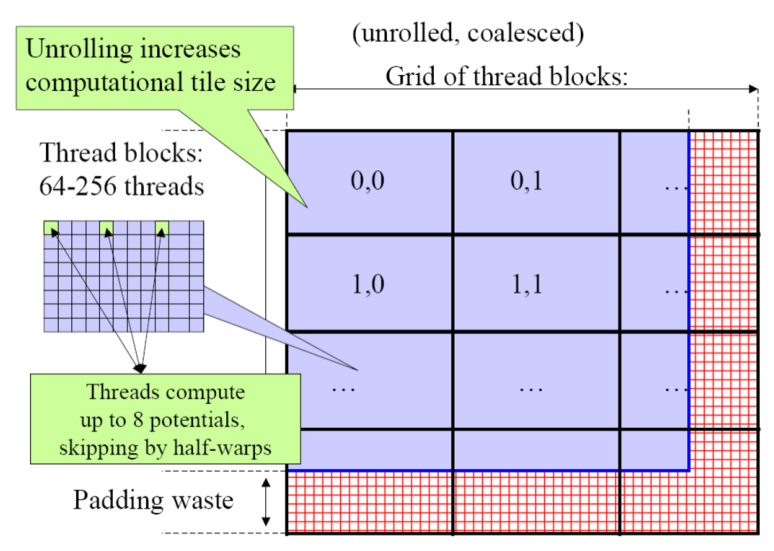 (unrolled, coalesced)
Unrolling increases
computational tile size
Grid of thread blocks:
Thread blocks:
64-256 threads
0,0
0,1
...
1,0
1,1
...
...
...
...
Threads compute
up to 8 potentials,
skipping by half-warps
Padding waste